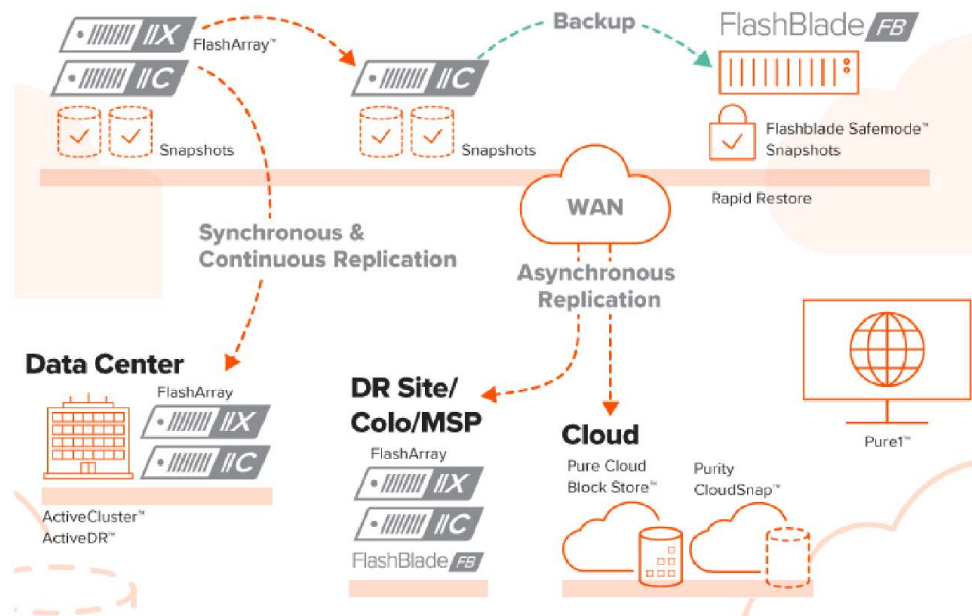 //X
FlashArray™
//C
Snapshots
//C
Snapshots
Backup
FlashBlade FB
Flashblade Safemode™
Snapshots
Rapid Restore
WAN
Synchronous &
Continuous Replication
Asynchronous
Replication
Data Center
FlashArray
//X
//C
ActiveCluster™
ActiveDR™
DR Site/
Colo/MSP
FlashArray
//X
//C
FlashBlade FB
Cloud
Pure Cloud
Block Store™
Purity
CloudSnap™
Pure1™